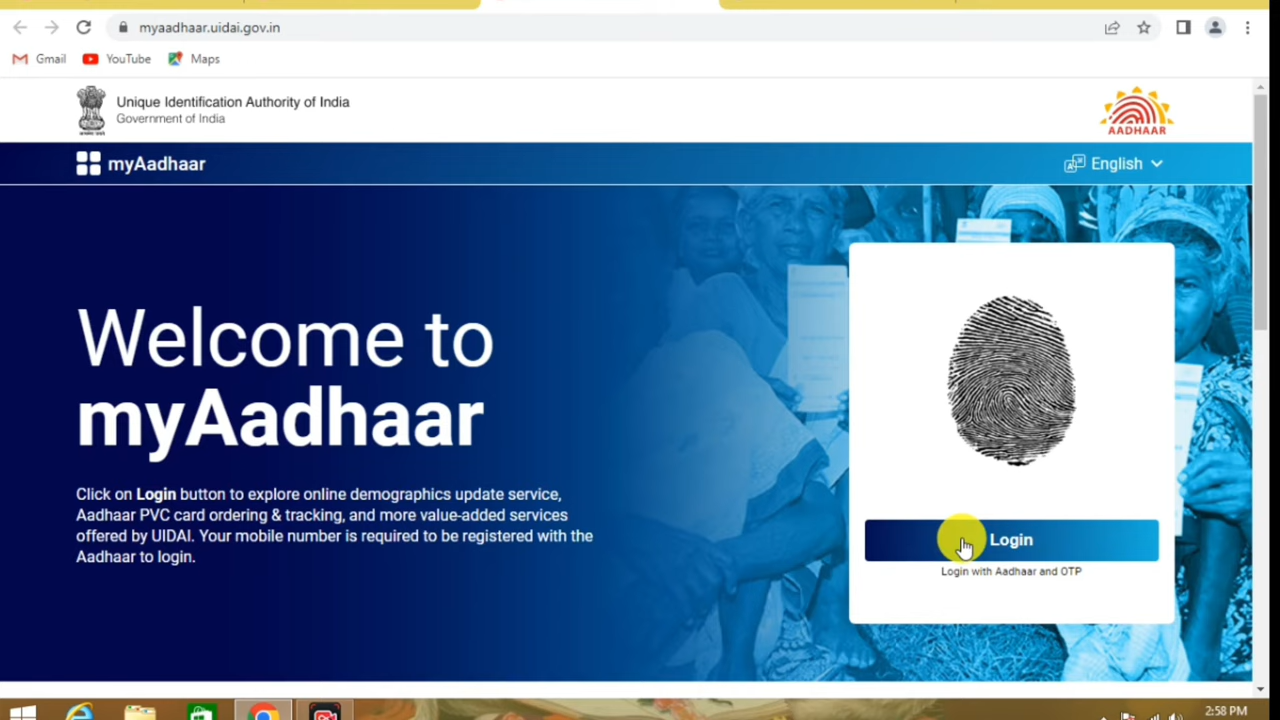 myaadhaar.uidai.gov.in
Gmail YouTube Maps
Unique Identification Authority of India
Government of India
AADHAAR
myAadhaar
English
Welcome to
myAadhaar
Click on Login button to explore online demographics update service,
Aadhaar PVC card ordering & tracking, and more value-added services
offered by UIDAI. Your mobile number is required to be registered with the
Aadhaar to login.
Login
Login with Aadhaar and OTP
2:58 PM